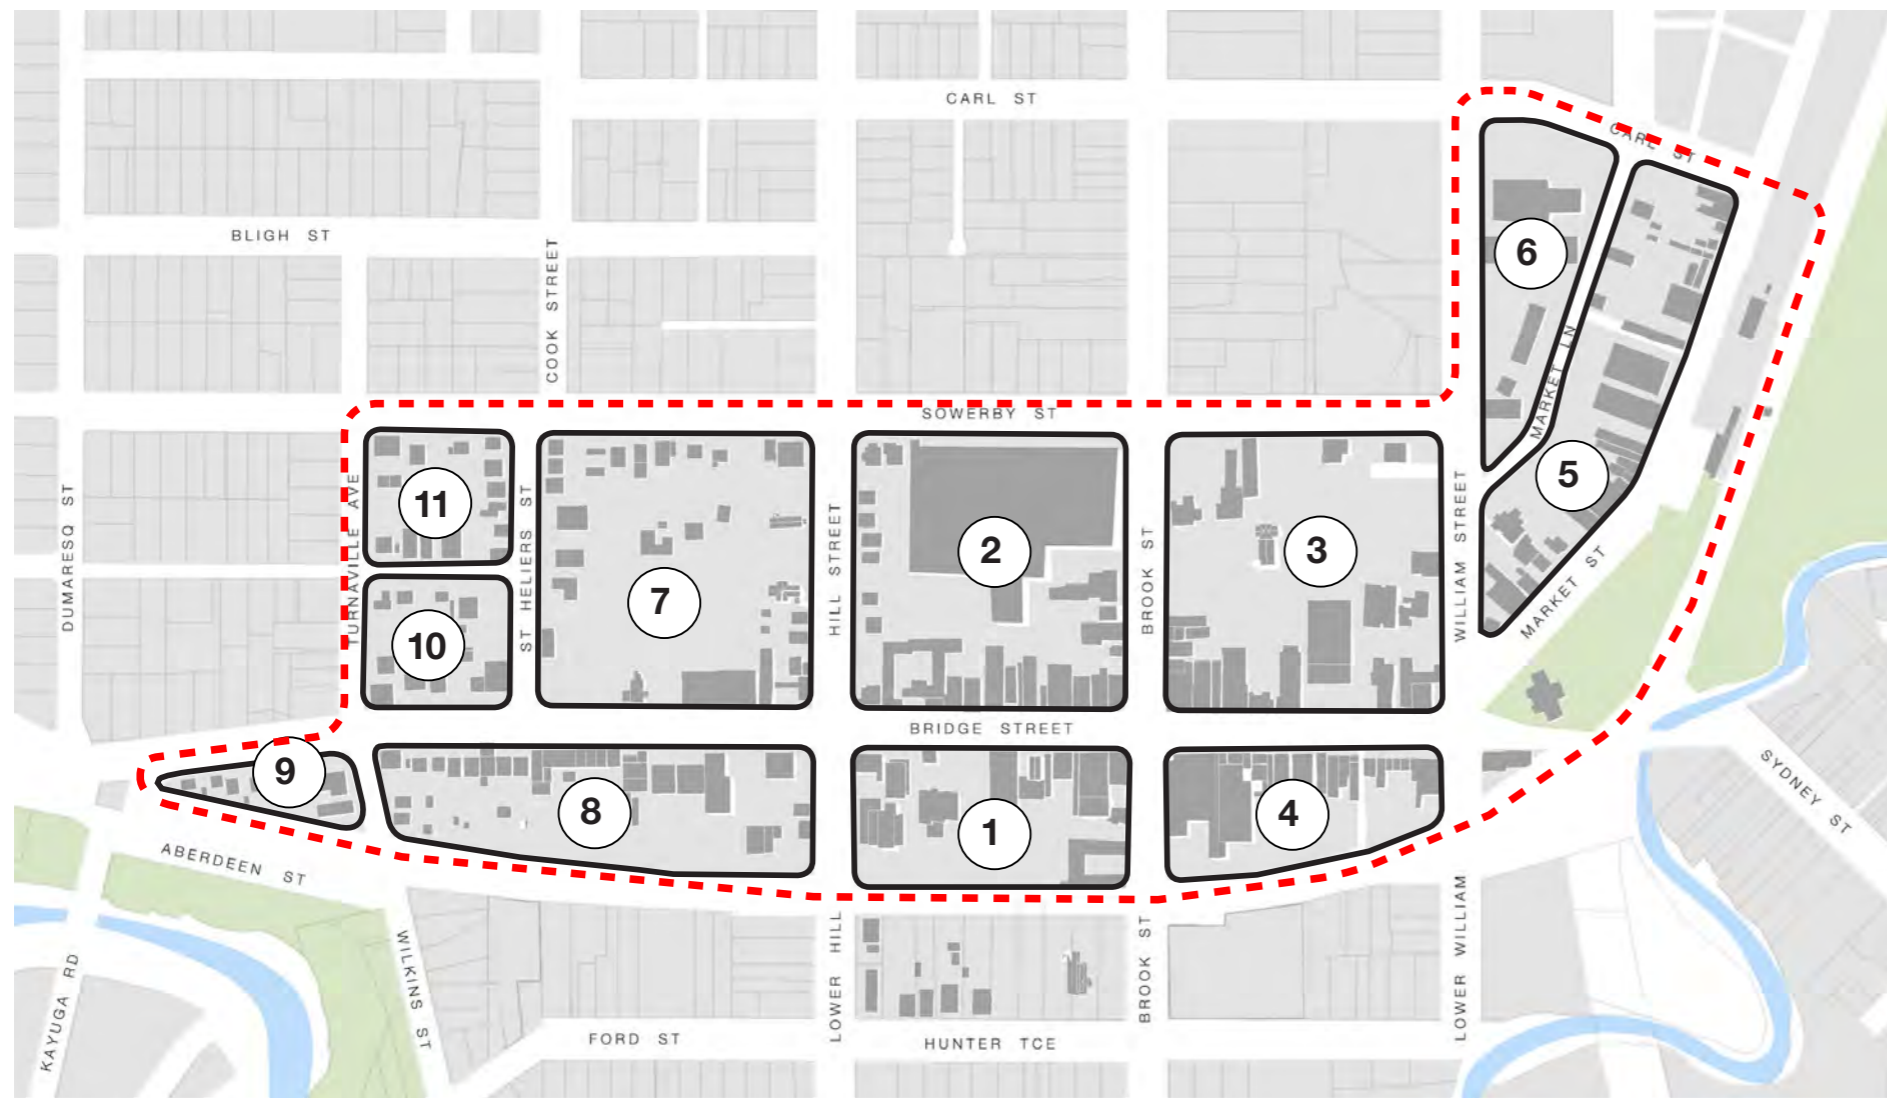 CARL ST
CARL ST
BLIGH ST
COOK STREET
6
MARKET LN
SOWERBY ST
5
MARKET ST
11
10
7
2
3
DUMARESQ ST
TURNAVILLE AVE
ST HELIERS ST
HILL STREET
BROOK ST
WILLIAM STREET
BRIDGE STREET
9
8
1
4
SYDNEY ST
ABERDEEN ST
KAYUGA RD
WILKINS ST
LOWER HILL
BROOK ST
LOWER WILLIAM
FORD ST
HUNTER TCE